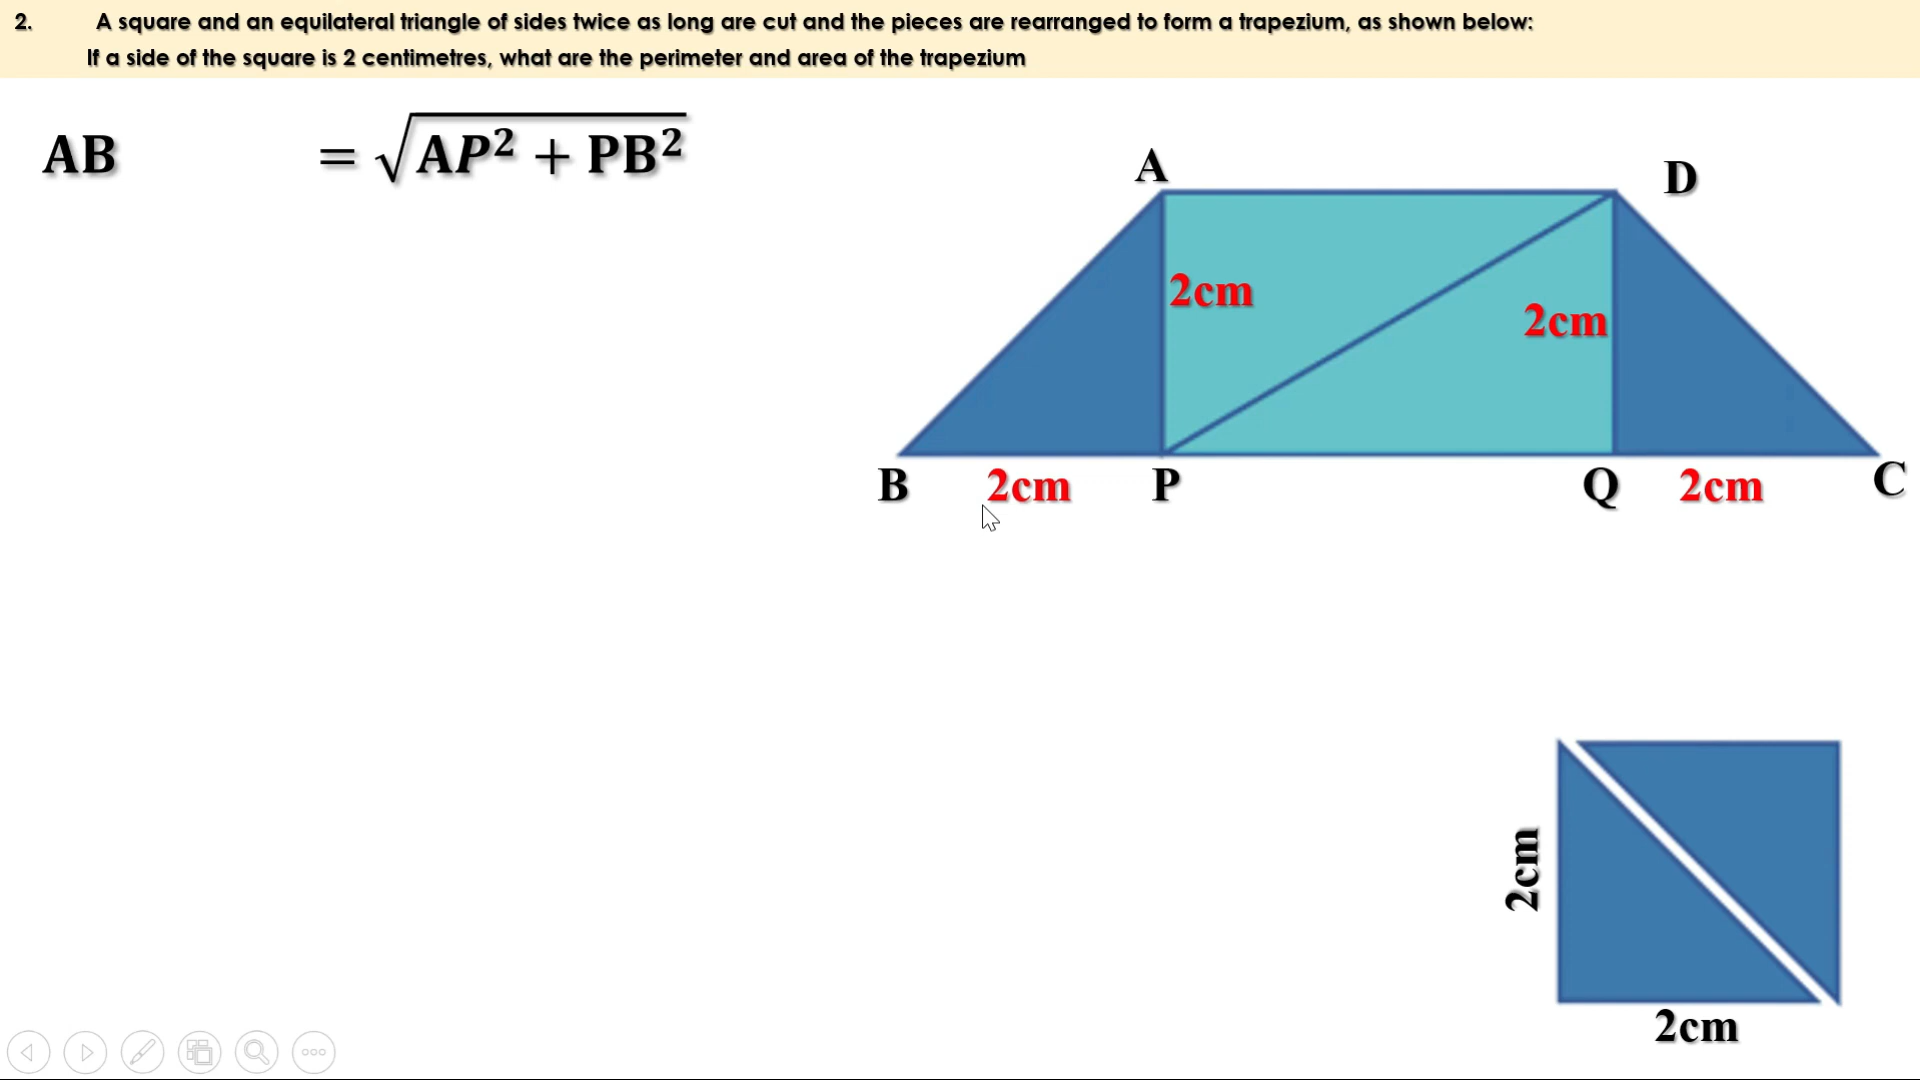 2. A square and an equilateral triangle of sides twice as long are cut and the pieces are rearranged to form a trapezium, as shown below:
If a side of the square is 2 centimetres, what are the perimeter and area of the trapezium
AB = √(AP² + PB²)
A
D
2cm
2cm
B 2cm P Q 2cm C
2cm
2cm